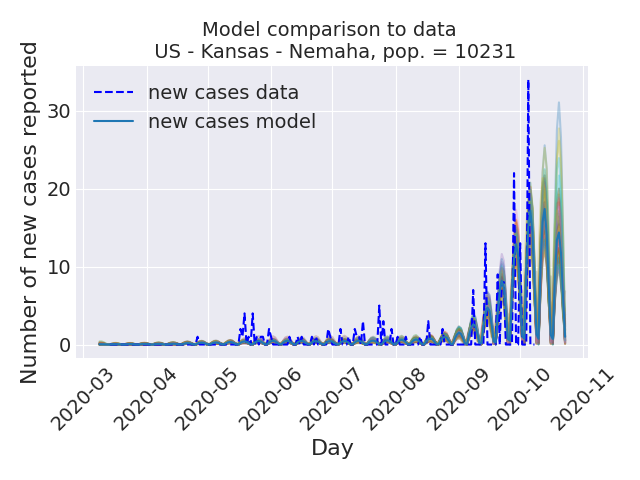 Model comparison to data
US - Kansas - Nemaha, pop. = 10231
Number of new cases reported
30
20
10
0
new cases data
new cases model
2020-03
2020-04
2020-05
2020-06
2020-07
2020-08
2020-09
2020-10
2020-11
Day